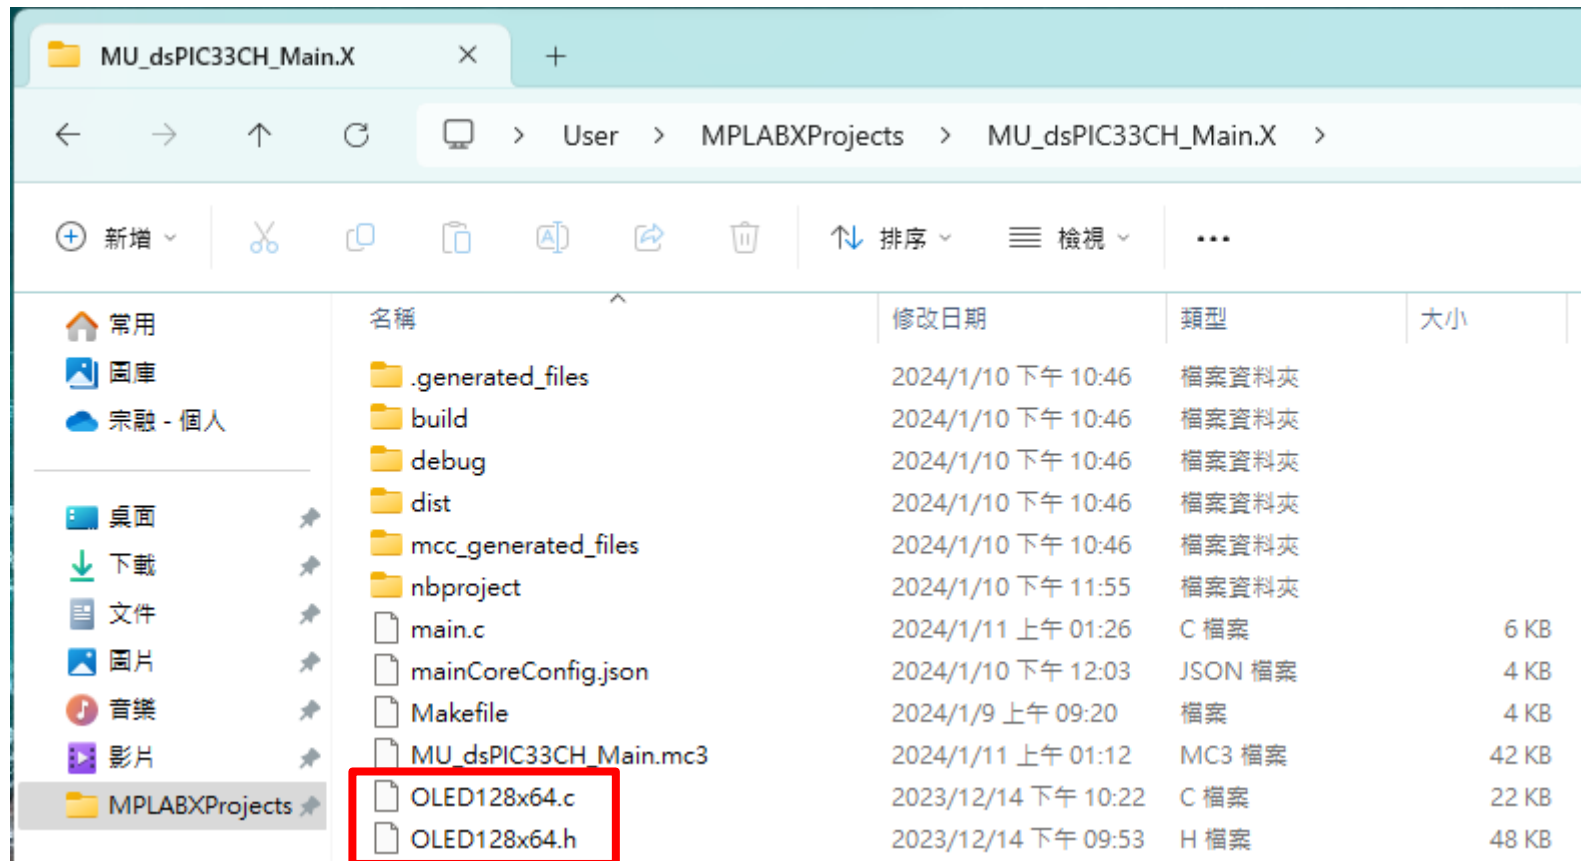 MU_dsPIC33CH_Main.X
User > MPLABXProjects > MU_dsPIC33CH_Main.X >
新增 排序 檢視
常用
圖庫
宗融 - 個人
桌面
下載
文件
圖片
音樂
影片
MPLABXProjects
名稱 修改日期 類型 大小
.generated_files 2024/1/10 下午 10:46 檔案資料夾
build 2024/1/10 下午 10:46 檔案資料夾
debug 2024/1/10 下午 10:46 檔案資料夾
dist 2024/1/10 下午 10:46 檔案資料夾
mcc_generated_files 2024/1/10 下午 10:46 檔案資料夾
nbproject 2024/1/10 下午 11:55 檔案資料夾
main.c 2024/1/11 上午 01:26 C 檔案 6 KB
mainCoreConfig.json 2024/1/10 下午 12:03 JSON 檔案 4 KB
Makefile 2024/1/9 上午 09:20 檔案 4 KB
MU_dsPIC33CH_Main.mc3 2024/1/11 上午 01:12 MC3 檔案 42 KB
OLED128x64.c 2023/12/14 下午 10:22 C 檔案 22 KB
OLED128x64.h 2023/12/14 下午 09:53 H 檔案 48 KB